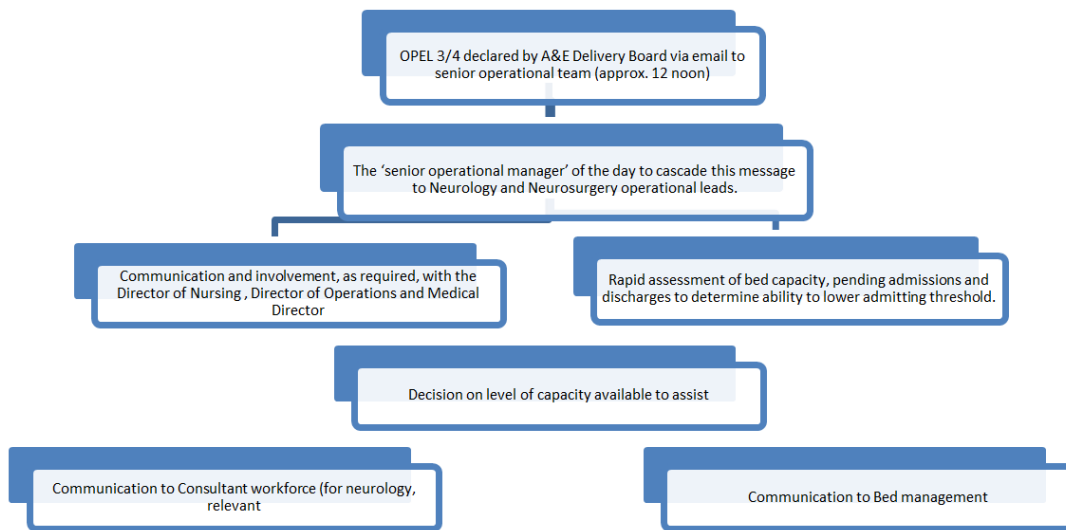 OPEL 3/4 declared by A&E Delivery Board via email to
senior operational team (approx. 12 noon)
The ‘senior operational manager’ of the day to cascade this message
to Neurology and Neurosurgery operational leads.
Communication and involvement, as required, with the
Director of Nursing , Director of Operations and Medical
Director
Rapid assessment of bed capacity, pending admissions and
discharges to determine ability to lower admitting threshold.
Decision on level of capacity available to assist
Communication to Consultant workforce (for neurology,
relevant
Communication to Bed management